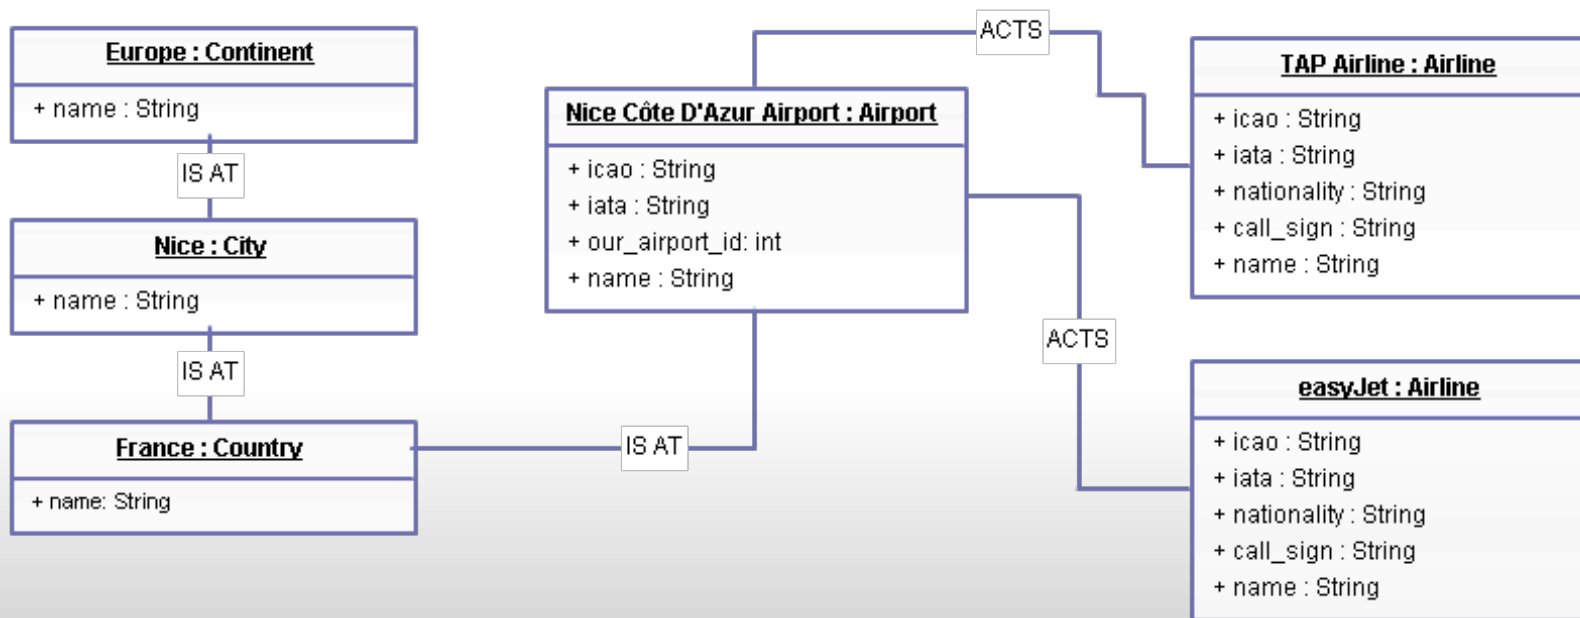 Europe : Continent
+ name : String
IS AT
Nice : City
+ name : String
IS AT
France : Country
+ name: String
IS AT
Nice Côte D'Azur Airport : Airport
+ icao : String
+ iata : String
+ our_airport_id: int
+ name : String
ACTS
ACTS
TAP Airline : Airline
+ icao : String
+ iata : String
+ nationality : String
+ call_sign : String
+ name : String
easyJet : Airline
+ icao : String
+ iata : String
+ nationality : String
+ call_sign : String
+ name : String